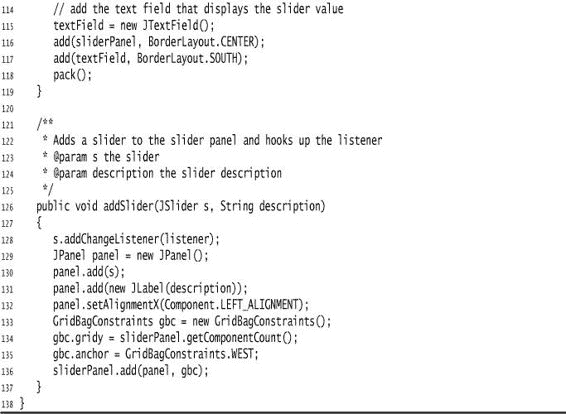 114 // add the text field that displays the slider value
115 textField = new JTextField();
116 add(sliderPanel, BorderLayout.CENTER);
117 add(textField, BorderLayout.SOUTH);
118 pack();
119 }
120
121 /**
122 * Adds a slider to the slider panel and hooks up the listener
123 * @param s the slider
124 * @param description the slider description
125 */
126 public void addSlider(JSlider s, String description)
127 {
128 s.addChangeListener(listener);
129 JPanel panel = new JPanel();
130 panel.add(s);
131 panel.add(new JLabel(description));
132 panel.setAlignmentX(Component.LEFT_ALIGNMENT);
133 GridBagConstraints gbc = new GridBagConstraints();
134 gbc.gridy = sliderPanel.getComponentCount();
135 gbc.anchor = GridBagConstraints.WEST;
136 sliderPanel.add(panel, gbc);
137 }
138 }